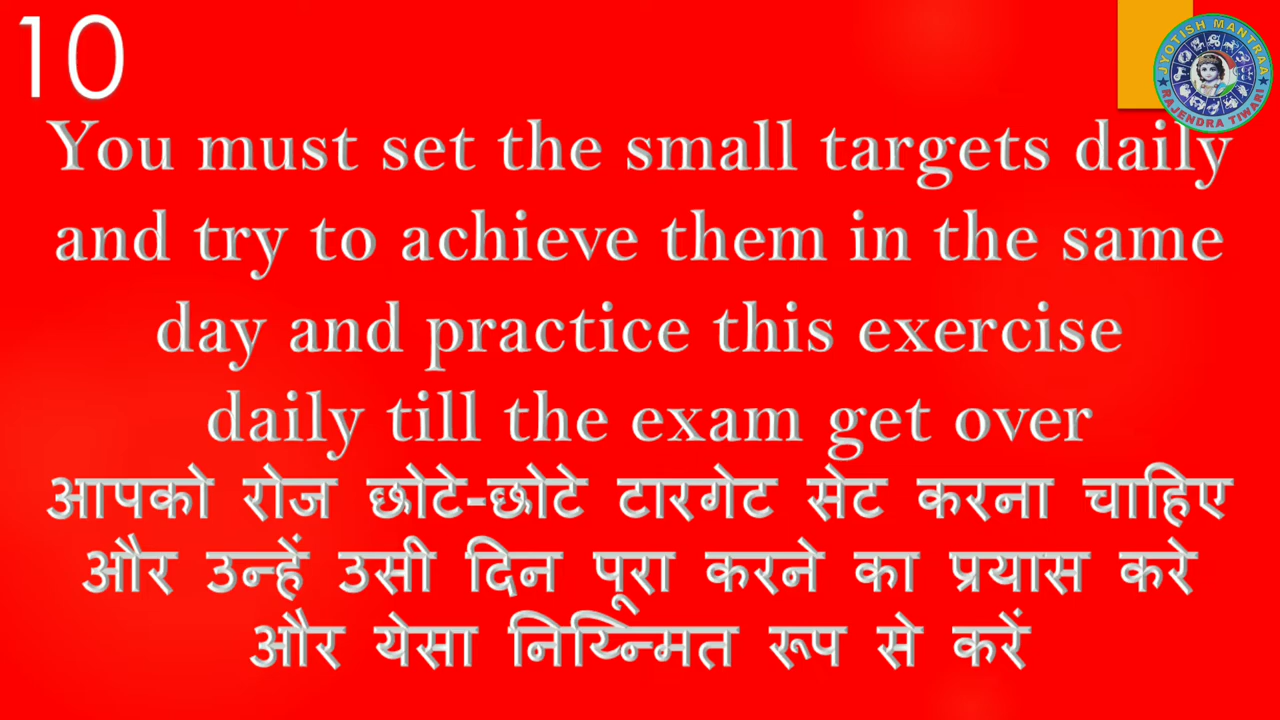 10
JYOTISH MANTRAA
RAJENDRA TIWARI
You must set the small targets daily
and try to achieve them in the same
day and practice this exercise
daily till the exam get over
आपको रोज छोटे-छोटे टारगेट सेट करना चाहिए
और उन्हें उसी दिन पूरा करने का प्रयास करे
और येसा निय्न्मित रूप से करें